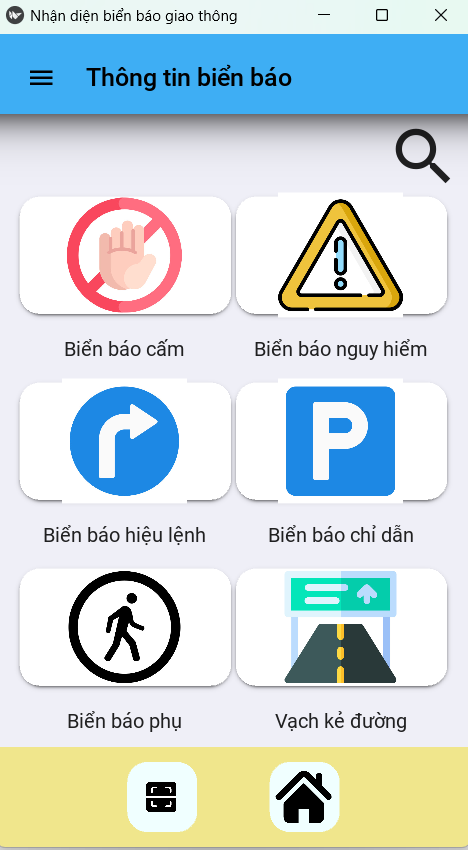 Nhận diện biển báo giao thông
Thông tin biển báo
Biển báo cấm
Biển báo nguy hiểm
Biển báo hiệu lệnh
P
Biển báo chỉ dẫn
Biển báo phụ
Vạch kẻ đường